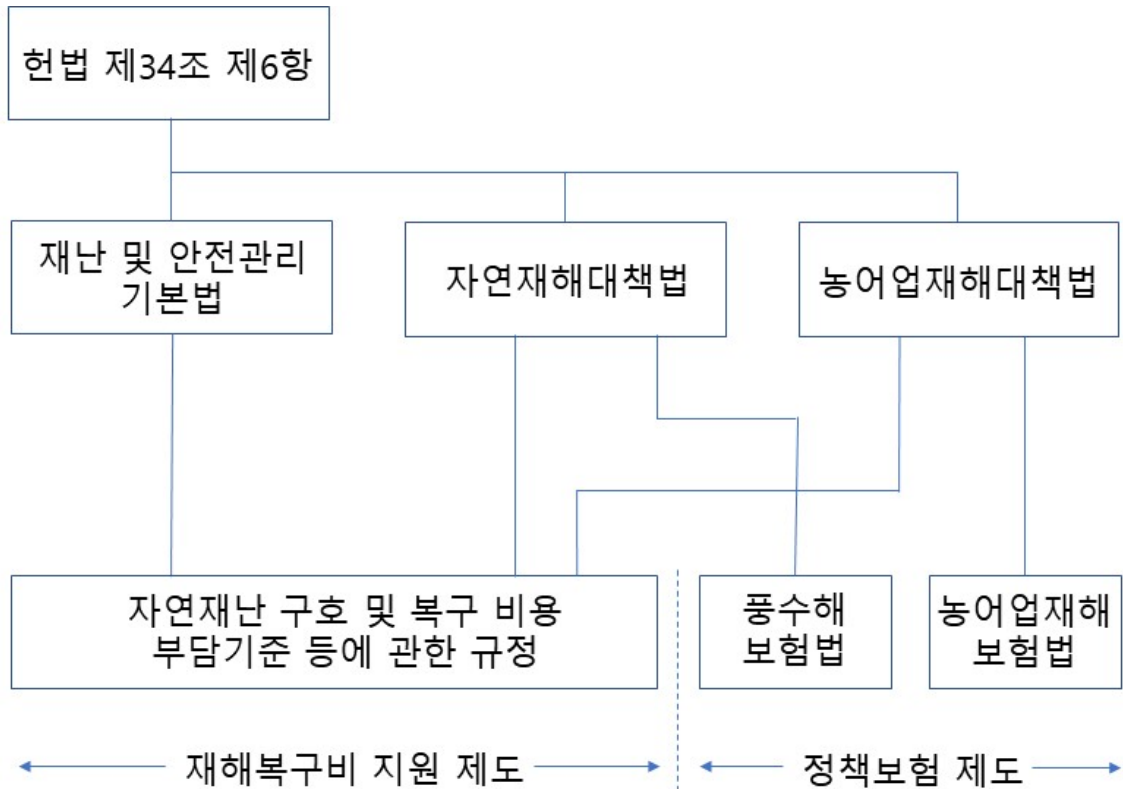 헌법 제34조 제6항
재난 및 안전관리
기본법
자연재해대책법
농어업재해대책법
자연재난 구호 및 복구 비용
부담기준 등에 관한 규정
풍수해
보험법
농어업재해
보험법
재해복구비 지원 제도
정책보험 제도